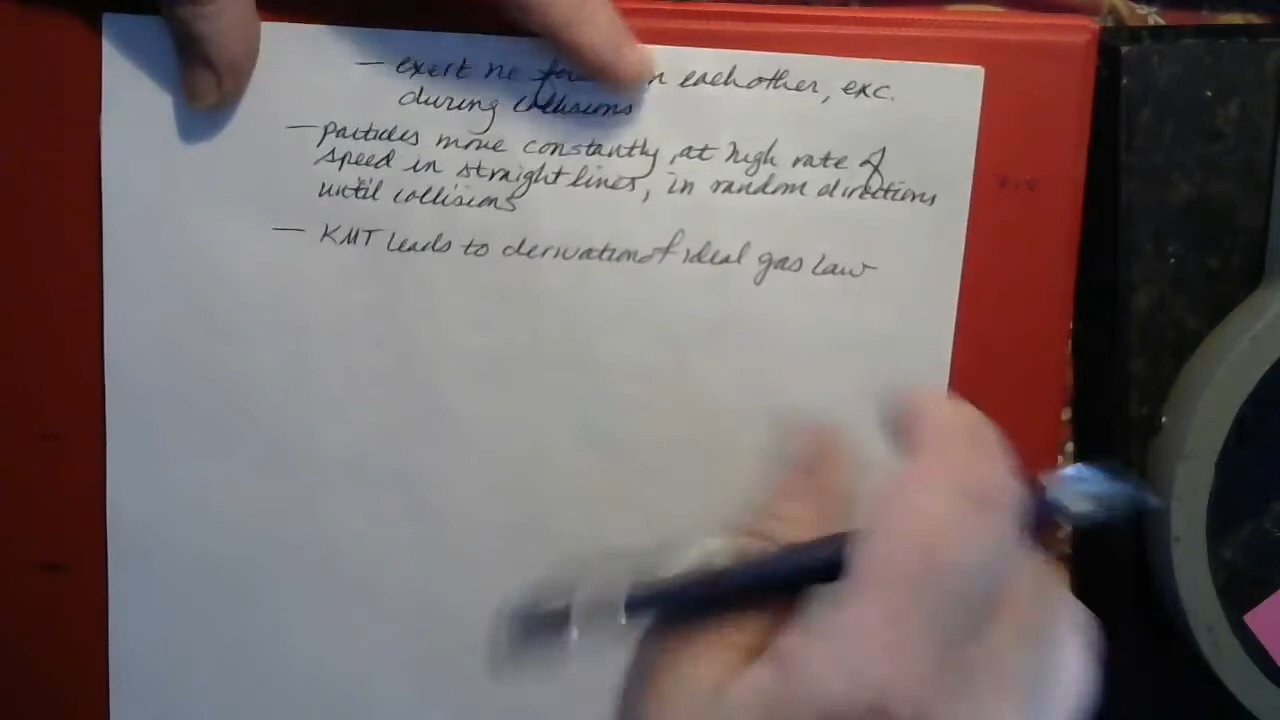 — exert no n each other, exc.
during collisions
— particles move constantly, at high rate of
speed in straight lines, in random directions
until collisions
— KMT leads to derivation of ideal gas law